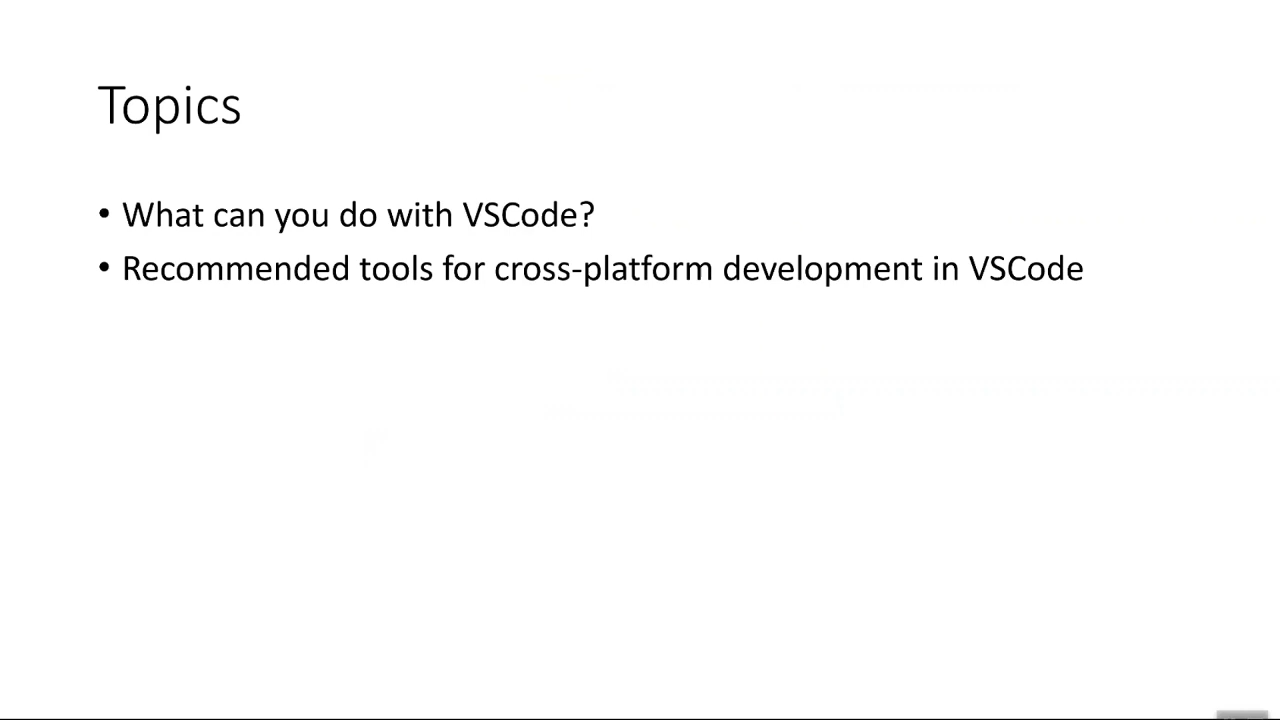 Topics
• What can you do with VSCode?
• Recommended tools for cross-platform development in VSCode